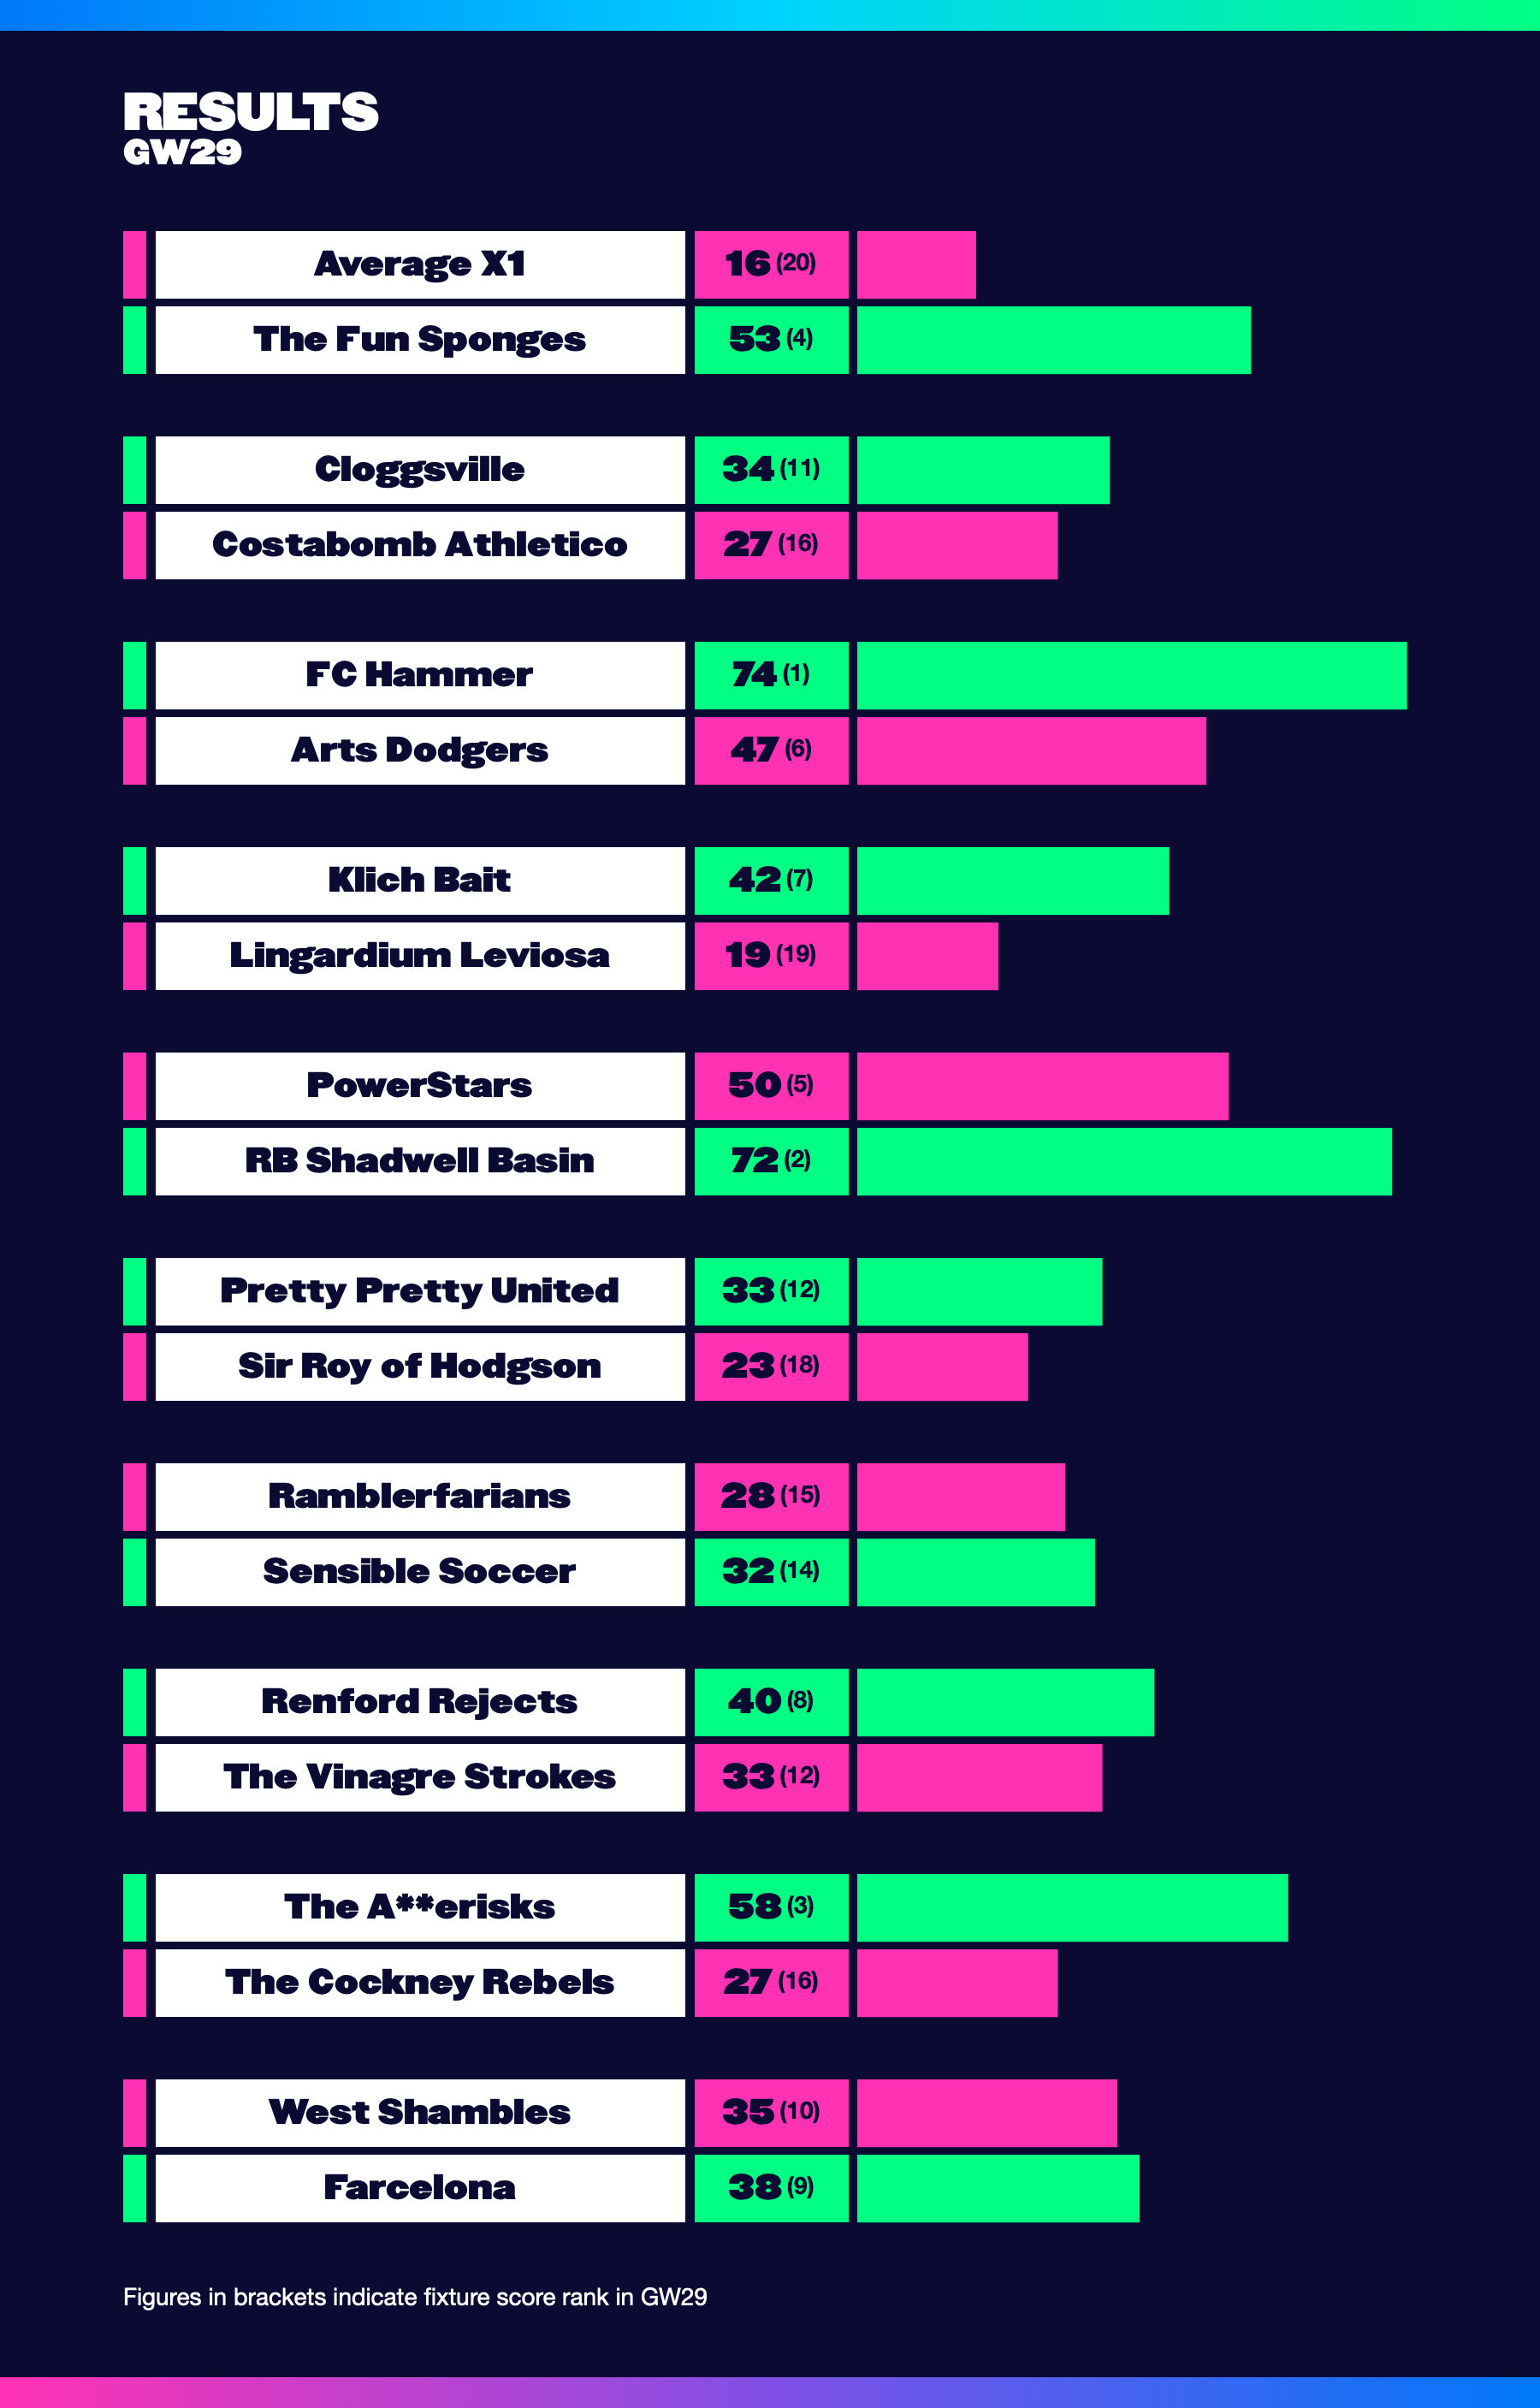 RESULTS
GW29
Average X1 16 (20)
The Fun Sponges 53 (4)
Cloggsville 34 (11)
Costabomb Athletico 27 (16)
FC Hammer 74 (1)
Arts Dodgers 47 (6)
Klich Bait 42 (7)
Lingardium Leviosa 19 (19)
PowerStars 50 (5)
RB Shadwell Basin 72 (2)
Pretty Pretty United 33 (12)
Sir Roy of Hodgson 23 (18)
Ramblerfarians 28 (15)
Sensible Soccer 32 (14)
Renford Rejects 40 (8)
The Vinagre Strokes 33 (12)
The A**erisks 58 (3)
The Cockney Rebels 27 (16)
West Shambles 35 (10)
Farcelona 38 (9)
Figures in brackets indicate fixture score rank in GW29